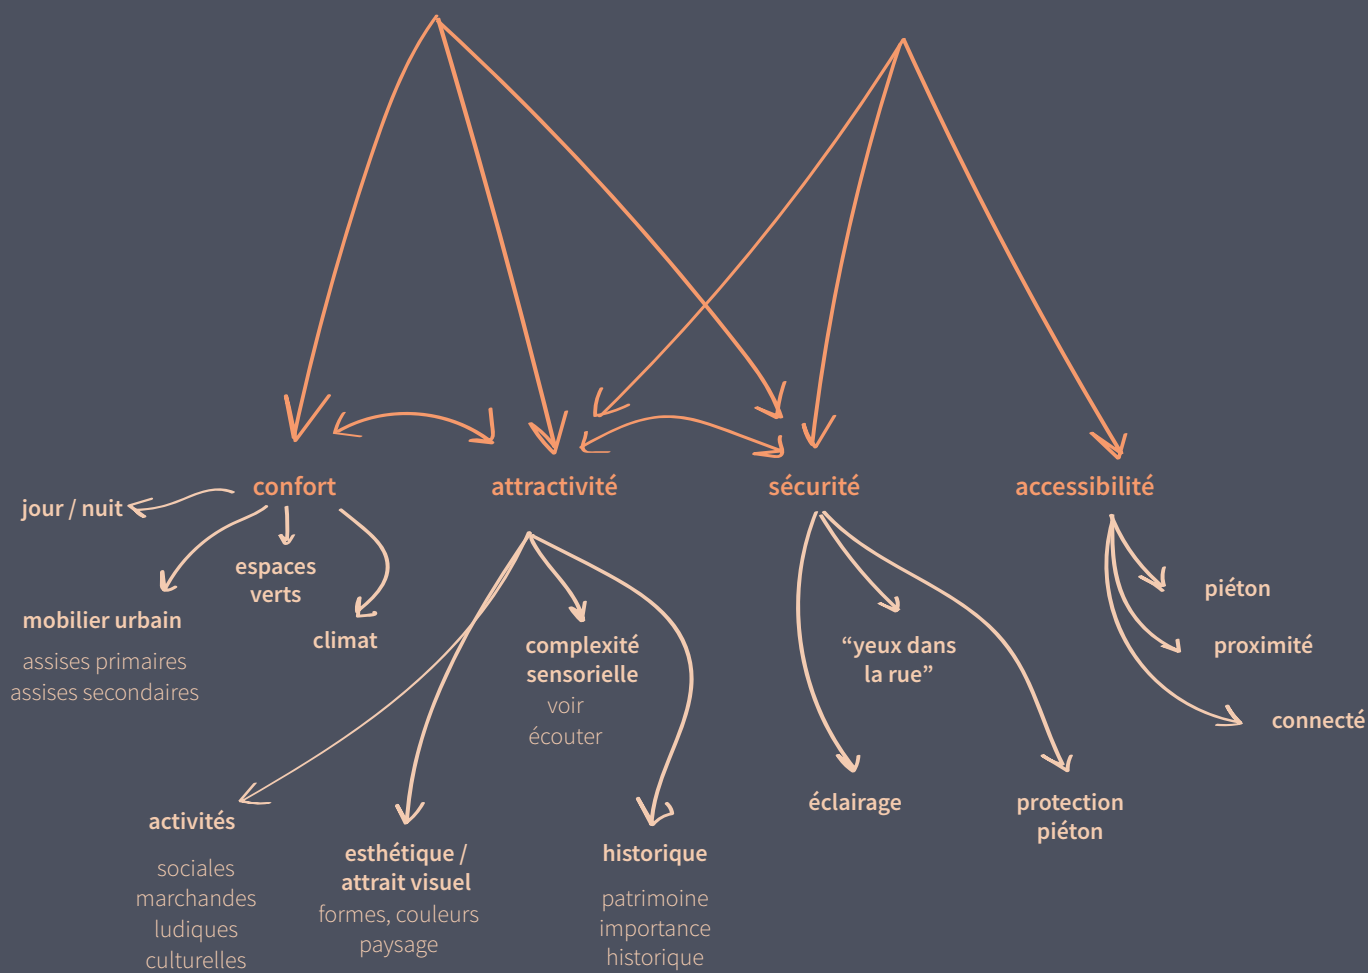 confort
attractivité
sécurité
accessibilité
jour / nuit
espaces
verts
mobilier urbain
assises primaires
assises secondaires
climat
complexité
sensorielle
voir
écouter
“yeux dans
la rue”
piéton
proximité
connecté
éclairage
protection
piéton
activités
sociales
marchandes
ludiques
culturelles
esthétique /
attrait visuel
formes, couleurs
paysage
historique
patrimoine
importance
historique